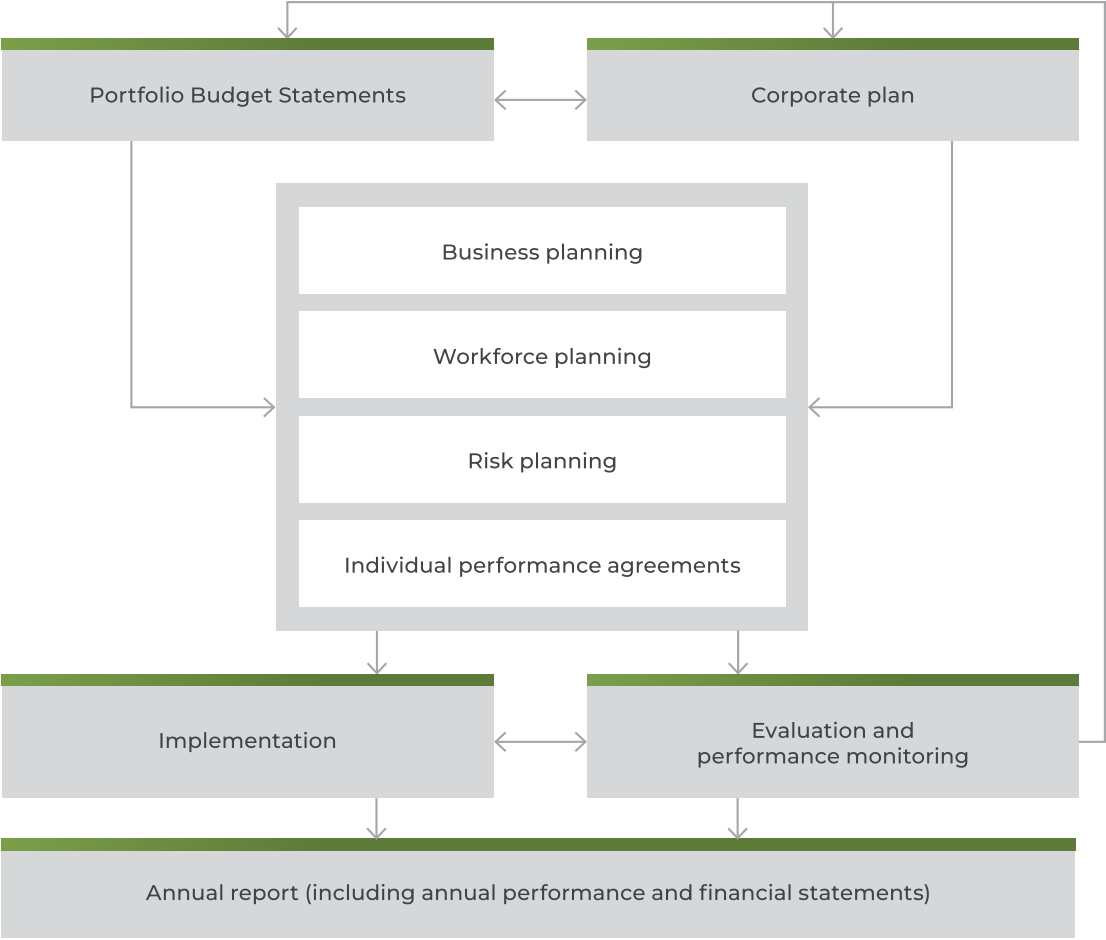 Portfolio Budget Statements
Corporate plan
Business planning
Workforce planning
Risk planning
Individual performance agreements
Implementation
Evaluation and
performance monitoring
Annual report (including annual performance and financial statements)